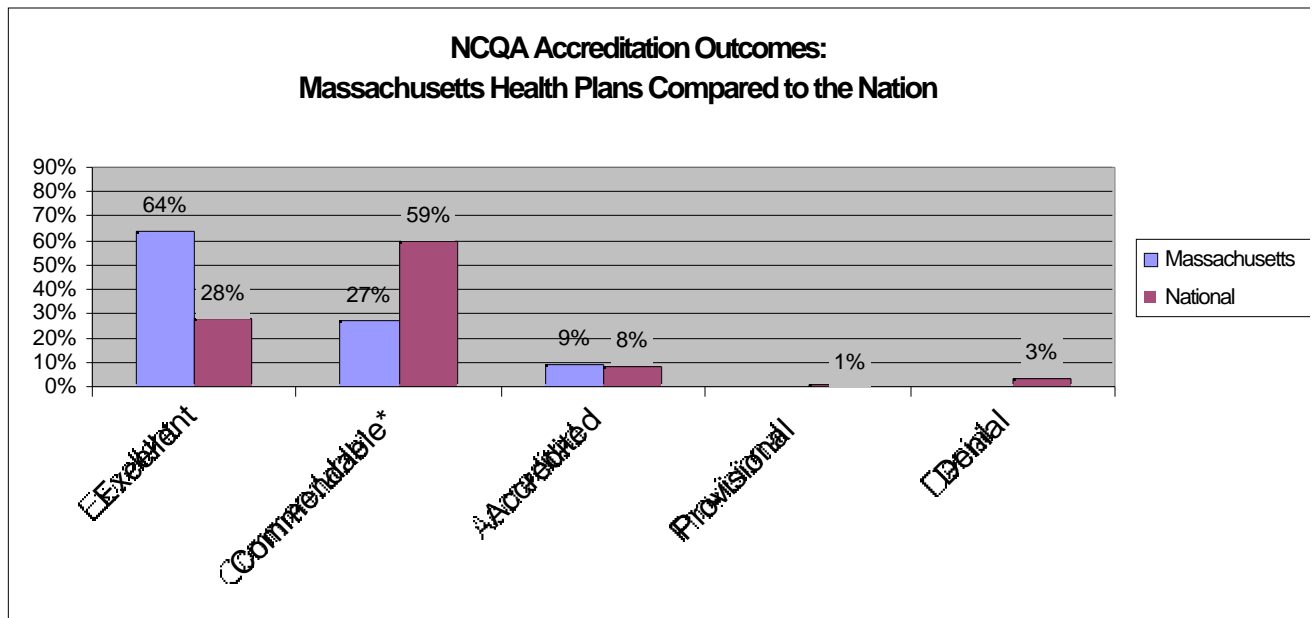 NCQA Accreditation Outcomes:
Massachusetts Health Plans Compared to the Nation
90%
80%
70%
60%
50%
40%
30%
20%
10%
0%
64%
28%
27%
59%
9%
8%
1%
3%
Excellent
Commendable*
Accredited
Provisional
Denial
Massachusetts
National